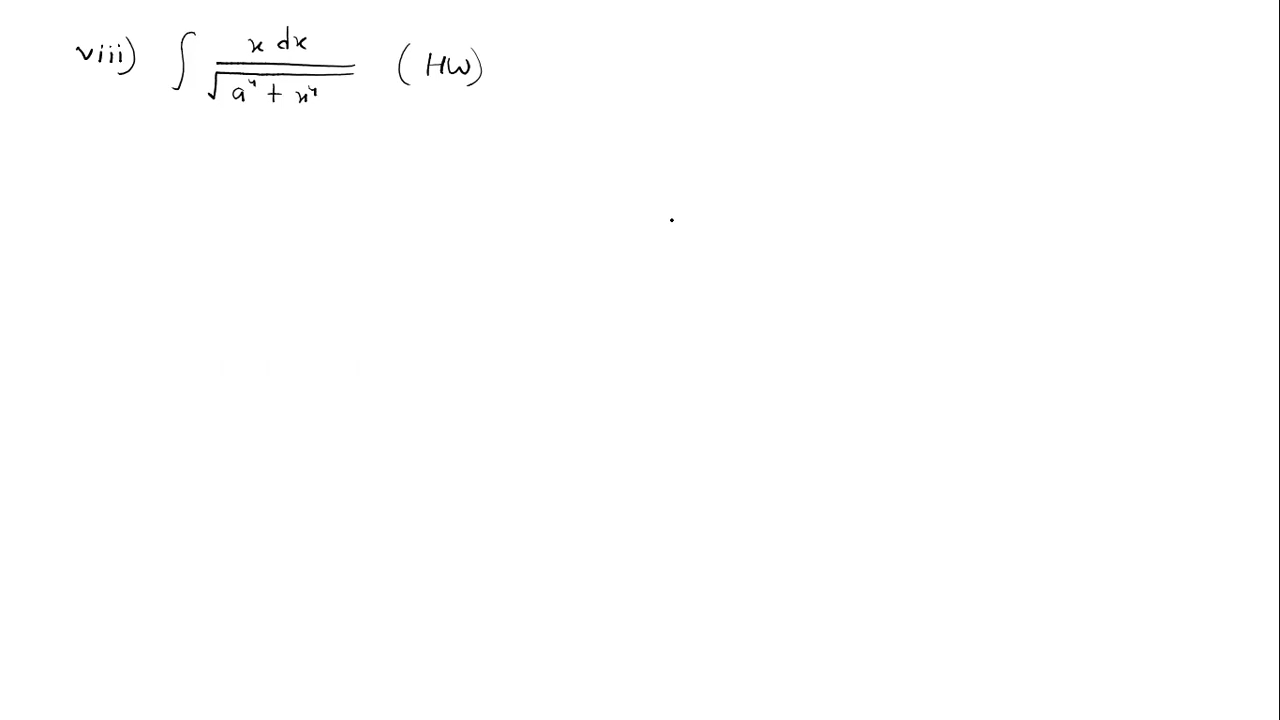 viii) ∫ x dx / √(a⁴ + x⁴) (HW)